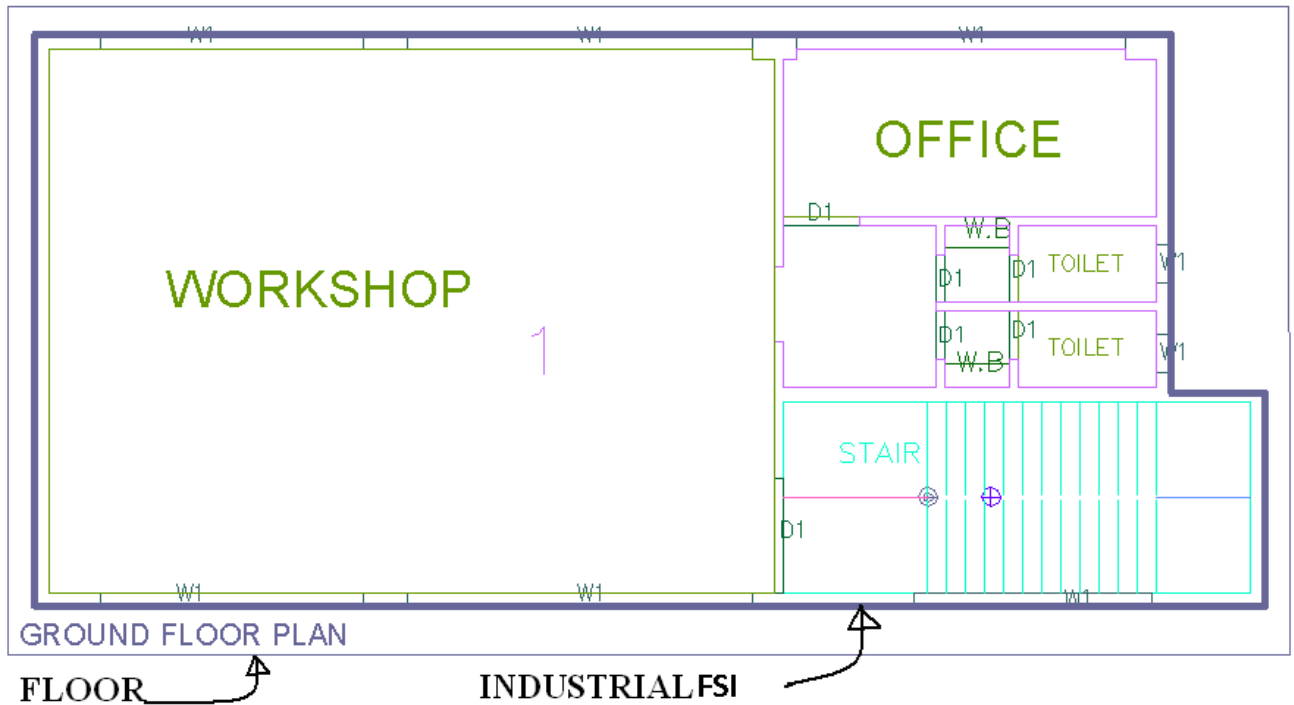 W1 W1 W1
OFFICE
D1
W.B
WORKSHOP
D1 D1 TOILET W1
1
D1 D1 TOILET W1
W.B
STAIR
D1
W1 W1 W1
GROUND FLOOR PLAN
FLOOR INDUSTRIAL FSI